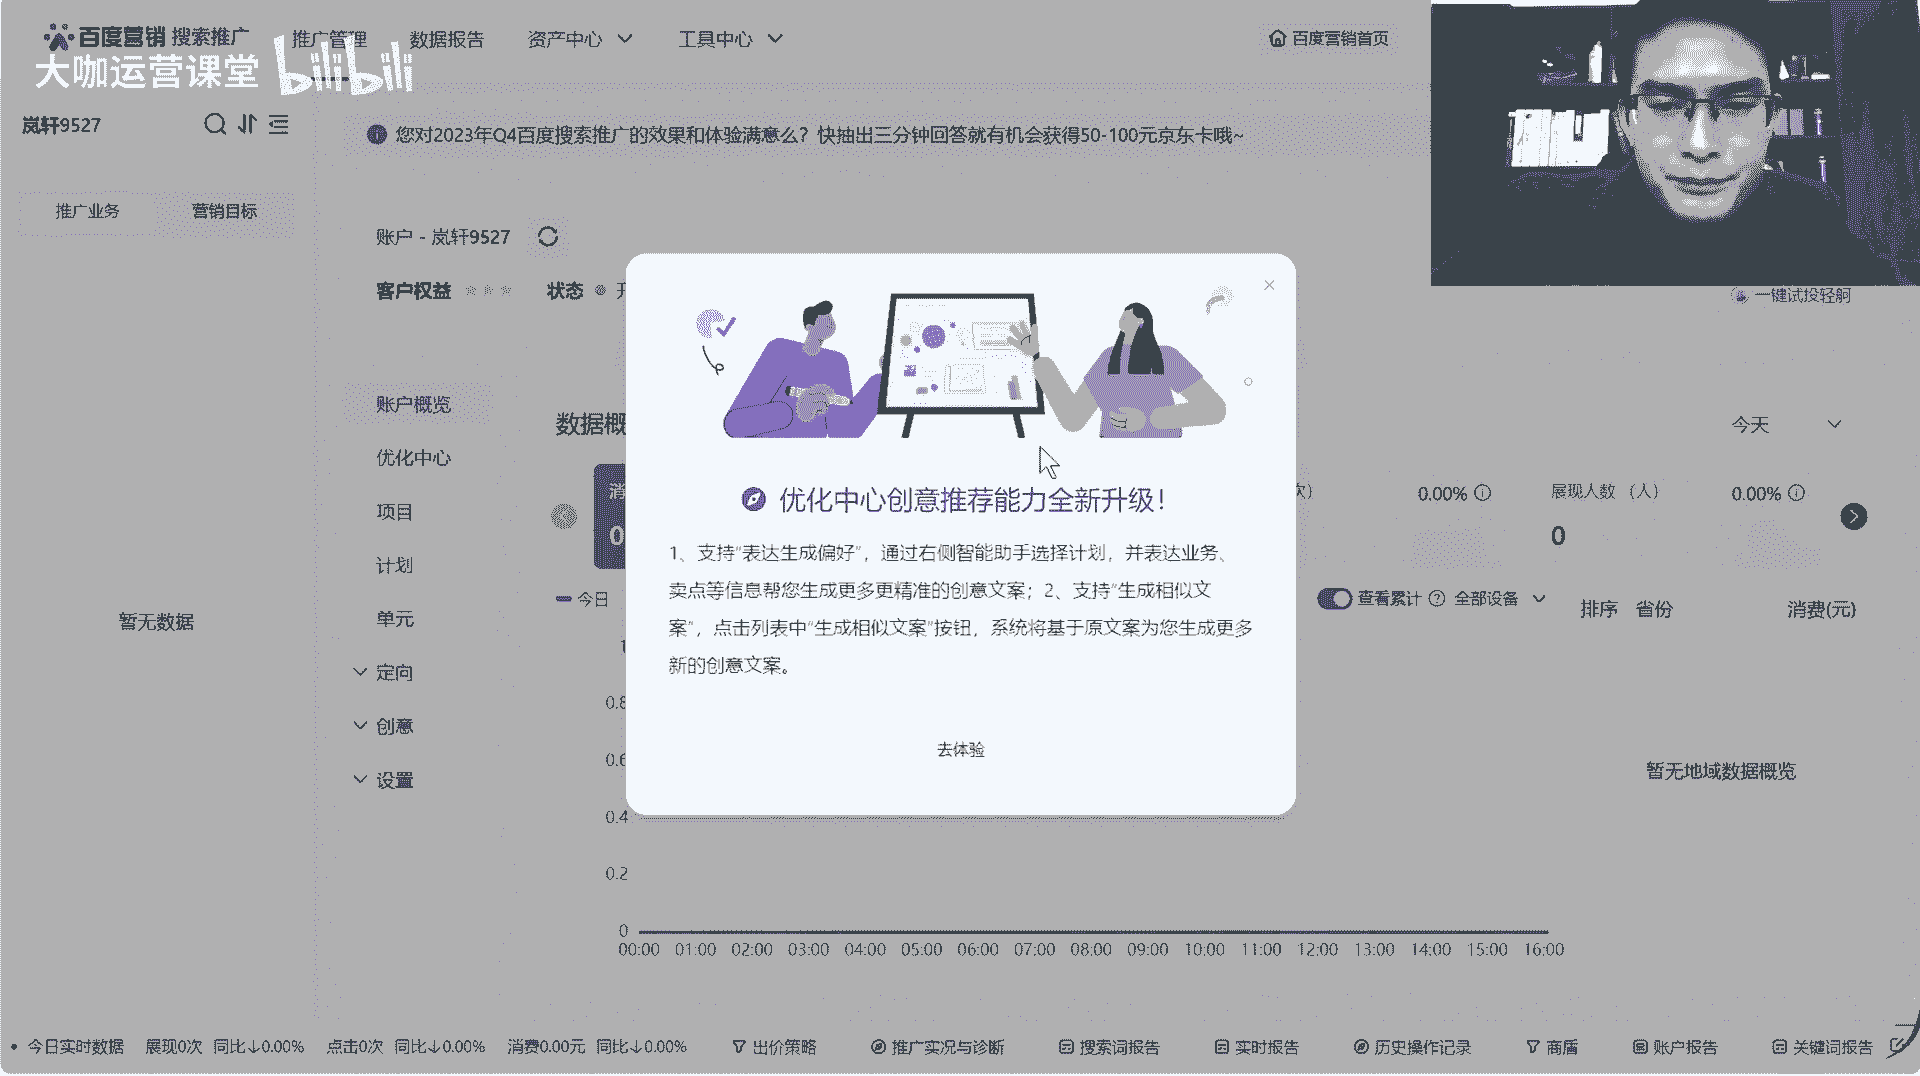 百度营销 搜索推广
推广管理 数据报告 资产中心 工具中心
百度营销首页
大咖运营课堂 bilibili
岚轩9527
您对2023年Q4百度搜索推广的效果和体验满意么？快抽出三分钟回答就有机会获得50-100元京东卡哦~
推广业务 营销目标
账户 - 岚轩9527
客户权益 状态
一键试投轻舸
账户概览
优化中心
项目
计划
单元
定向
创意
设置
暂无数据
数据概
今天
优化中心创意推荐能力全新升级！
1、支持“表达生成偏好”，通过右侧智能助手选择计划，并表达业务、
卖点等信息帮您生成更多更精准的创意文案；2、支持“生成相似文
案”，点击列表中“生成相似文案”按钮，系统将基于原文案为您生成更多
新的创意文案。
去体验
0.00% 展现人数 （人） 0.00%
0
今日
查看累计 全部设备
排序 省份 消费(元)
暂无地域数据概览
1
0.8
0.6
0.4
0.2
0
00:00 01:00 02:00 03:00 04:00 05:00 06:00 07:00 08:00 09:00 10:00 11:00 12:00 13:00 14:00 15:00 16:00
今日实时数据 展现0次 同比↓0.00% 点击0次 同比↓0.00% 消费0.00元 同比↓0.00% 出价策略 推广实况与诊断 搜索词报告 实时报告 历史操作记录 商盾 账户报告 关键词报告